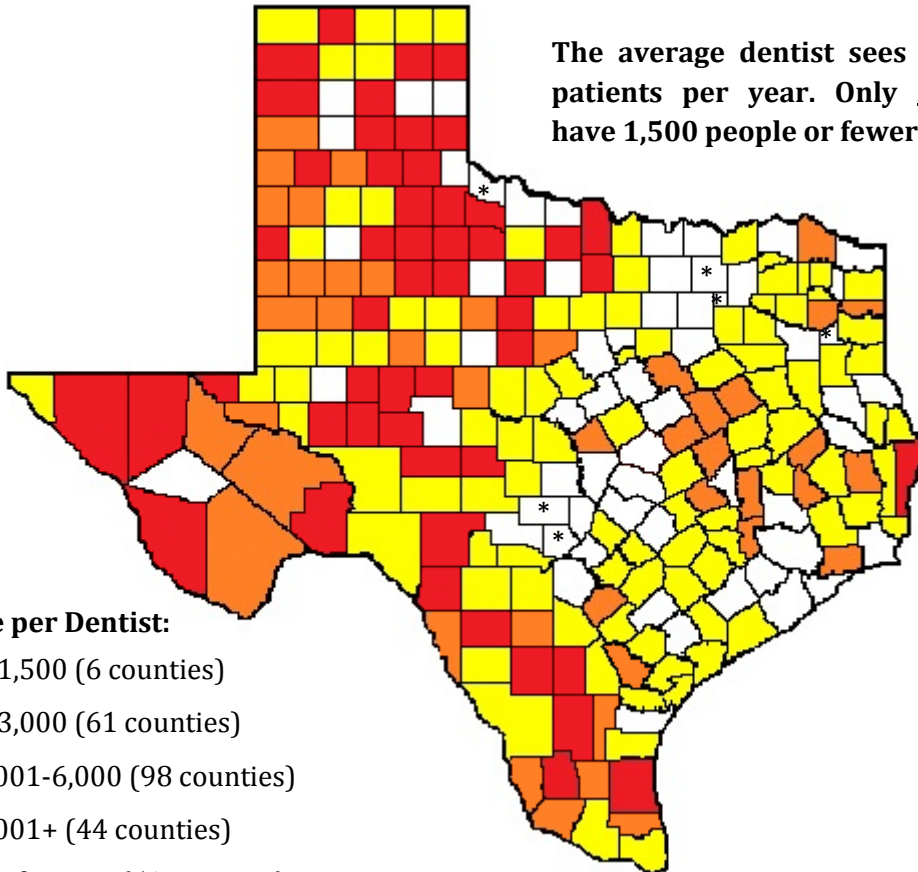 The average dentist sees
patients per year. Only
have 1,500 people or fewer
*
*
*
*
*
*
per Dentist:
1,500 (6 counties)
3,000 (61 counties)
001-6,000 (98 counties)
001+ (44 counties)